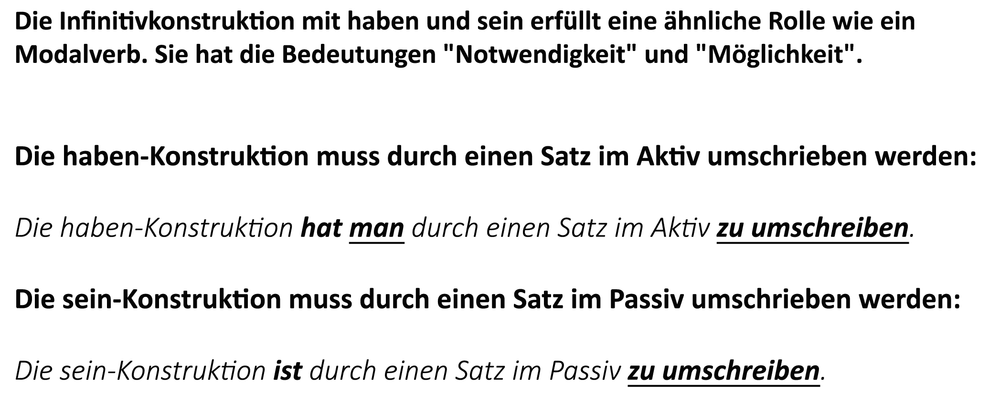 Die Infinitivkonstruktion mit haben und sein erfüllt eine ähnliche Rolle wie ein
Modalverb. Sie hat die Bedeutungen "Notwendigkeit" und "Möglichkeit".
Die haben-Konstruktion muss durch einen Satz im Aktiv umschrieben werden:
Die haben-Konstruktion hat man durch einen Satz im Aktiv zu umschreiben.
Die sein-Konstruktion muss durch einen Satz im Passiv umschrieben werden:
Die sein-Konstruktion ist durch einen Satz im Passiv zu umschreiben.